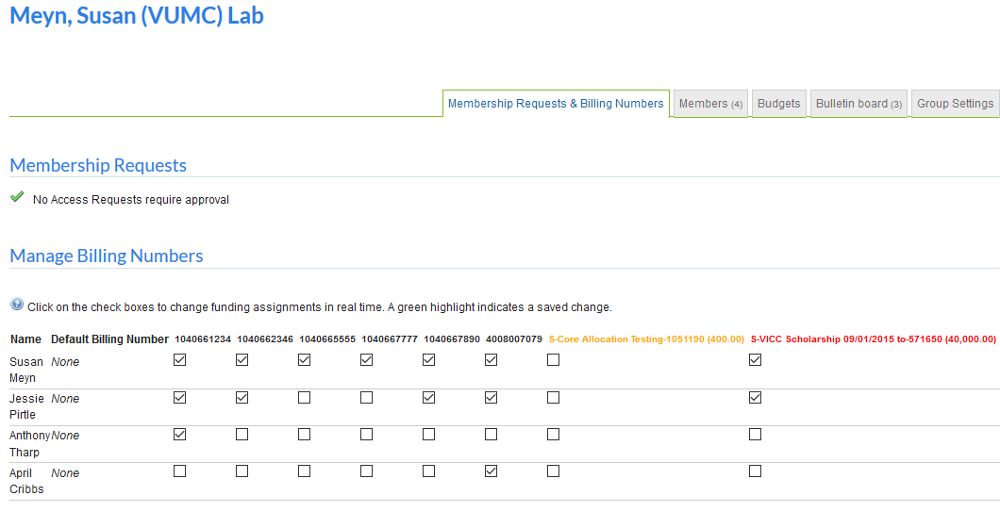 Meyn, Susan (VUMC) Lab
Membership Requests & Billing Numbers Members (4) Budgets Bulletin board (3) Group Settings
Membership Requests
No Access Requests require approval
Manage Billing Numbers
Click on the check boxes to change funding assignments in real time. A green highlight indicates a saved change.
Name Default Billing Number 1040661234 1040662346 1040665555 1040667777 1040667890 4008007079 S-Core Allocation Testing-1051190 (400.00) S-VICC Scholarship 09/01/2015 to-571650 (40,000.00)
Susan None
Meyn
Jessie None
Pirtle
Anthony None
Tharp
April None
Cribbs